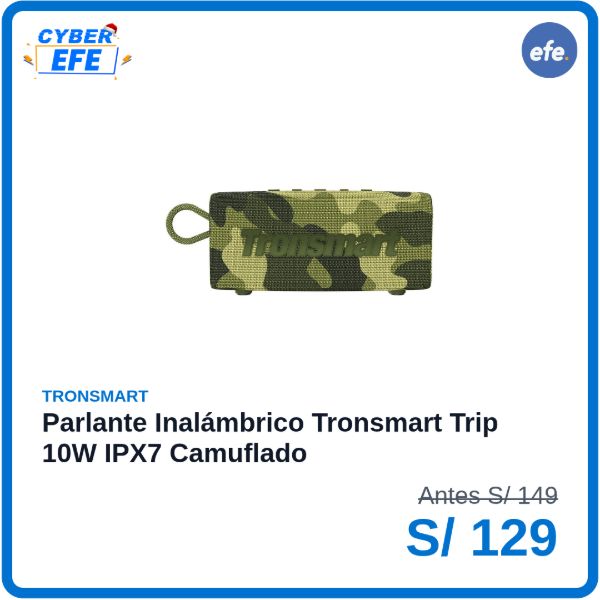 CYBER
EFE
efe.
Tronsmart
TRONSMART
Parlante Inalámbrico Tronsmart Trip
10W IPX7 Camuflado
Antes S/ 149
S/ 129